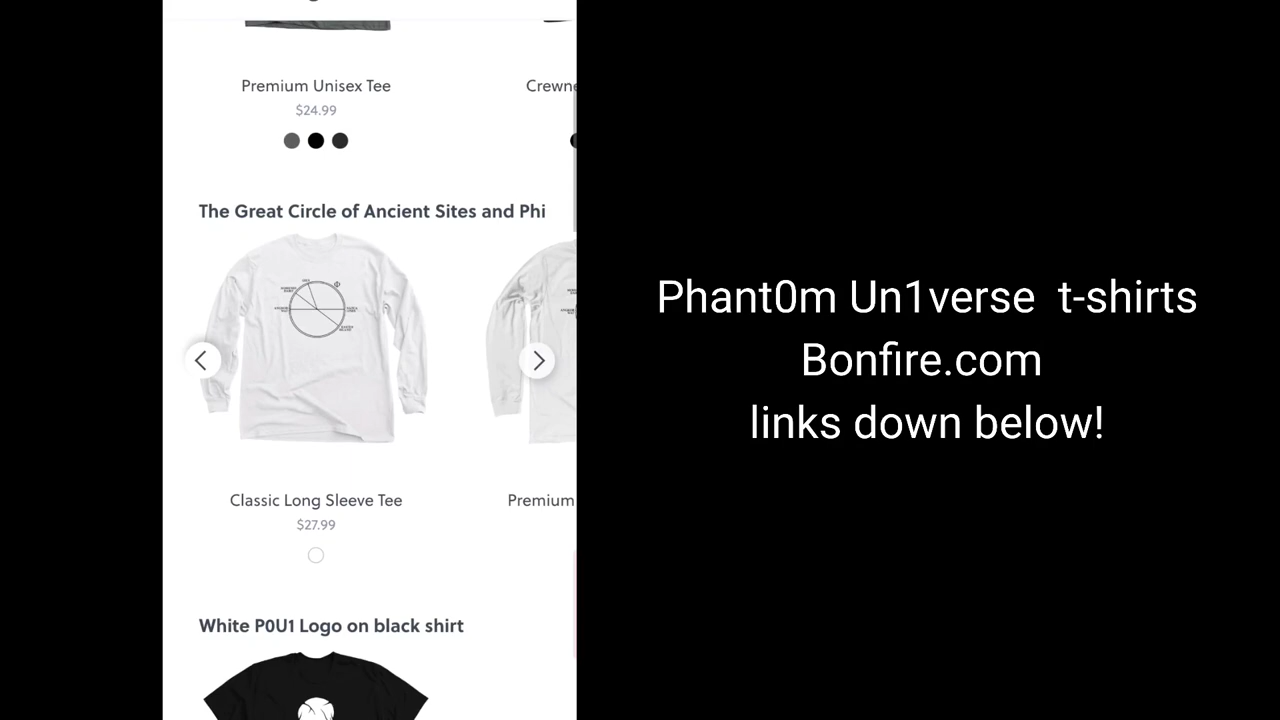 Premium Unisex Tee
Crewne
$24.99
The Great Circle of Ancient Sites and Phi
Classic Long Sleeve Tee
Premium
$27.99
White P0U1 Logo on black shirt
Phant0m Un1verse t-shirts
Bonfire.com
links down below!